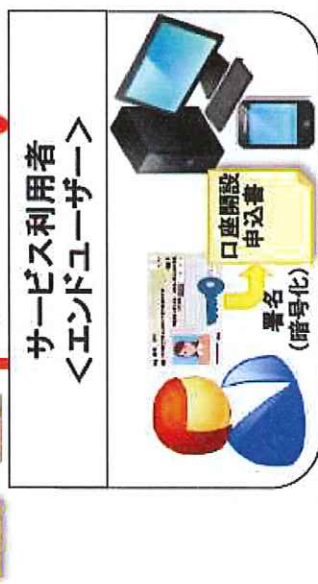 サービス利用者
<エンドユーザー>
口座開設
申込書
署名
(暗号化)